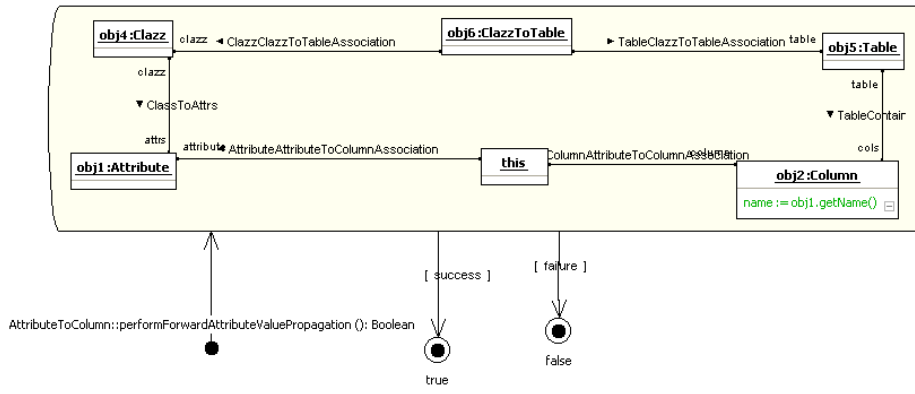 obj4:Clazz
clazz ◄ ClazzClazzToTableAssociation
obj6:ClazzToTable
► TableClazzToTableAssociation table
obj5:Table
clazz
table
▼ ClassToAttrs
▼ TableContain
attrs
cols
obj1:Attribute
attribute ◄ AttributeAttributeToColumnAssociation
this
ColumnAttributeToColumnAssociation
column
obj2:Column
name := obj1.getName()
[ success ]
[ failure ]
AttributeToColumn::performForwardAttributeValuePropagation (): Boolean
true
false